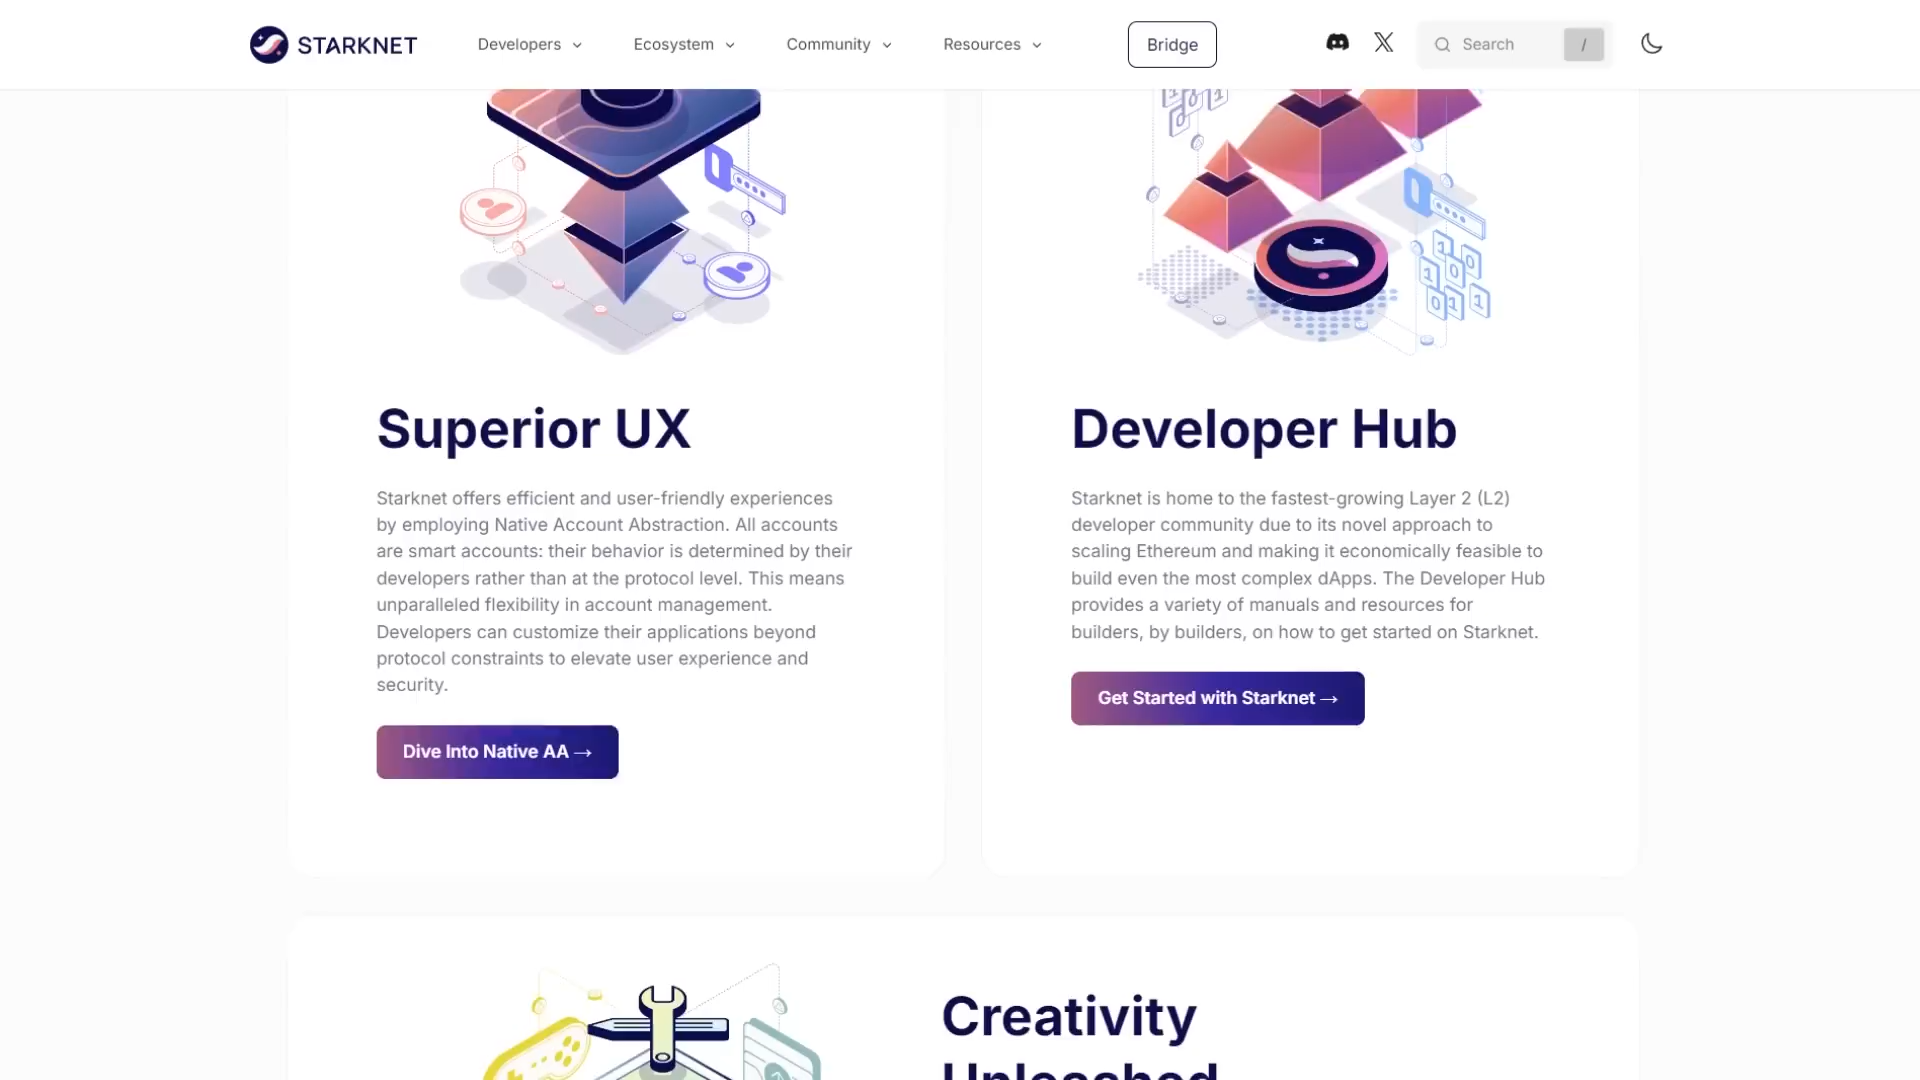 STARKNET
Developers
Ecosystem
Community
Resources
Bridge
Search
/
Superior UX
Starknet offers efficient and user-friendly experiences
by employing Native Account Abstraction. All accounts
are smart accounts: their behavior is determined by their
developers rather than at the protocol level. This means
unparalleled flexibility in account management.
Developers can customize their applications beyond
protocol constraints to elevate user experience and
security.
Dive Into Native AA →
Developer Hub
Starknet is home to the fastest-growing Layer 2 (L2)
developer community due to its novel approach to
scaling Ethereum and making it economically feasible to
build even the most complex dApps. The Developer Hub
provides a variety of manuals and resources for
builders, by builders, on how to get started on Starknet.
Get Started with Starknet →
Creativity
Unleashed